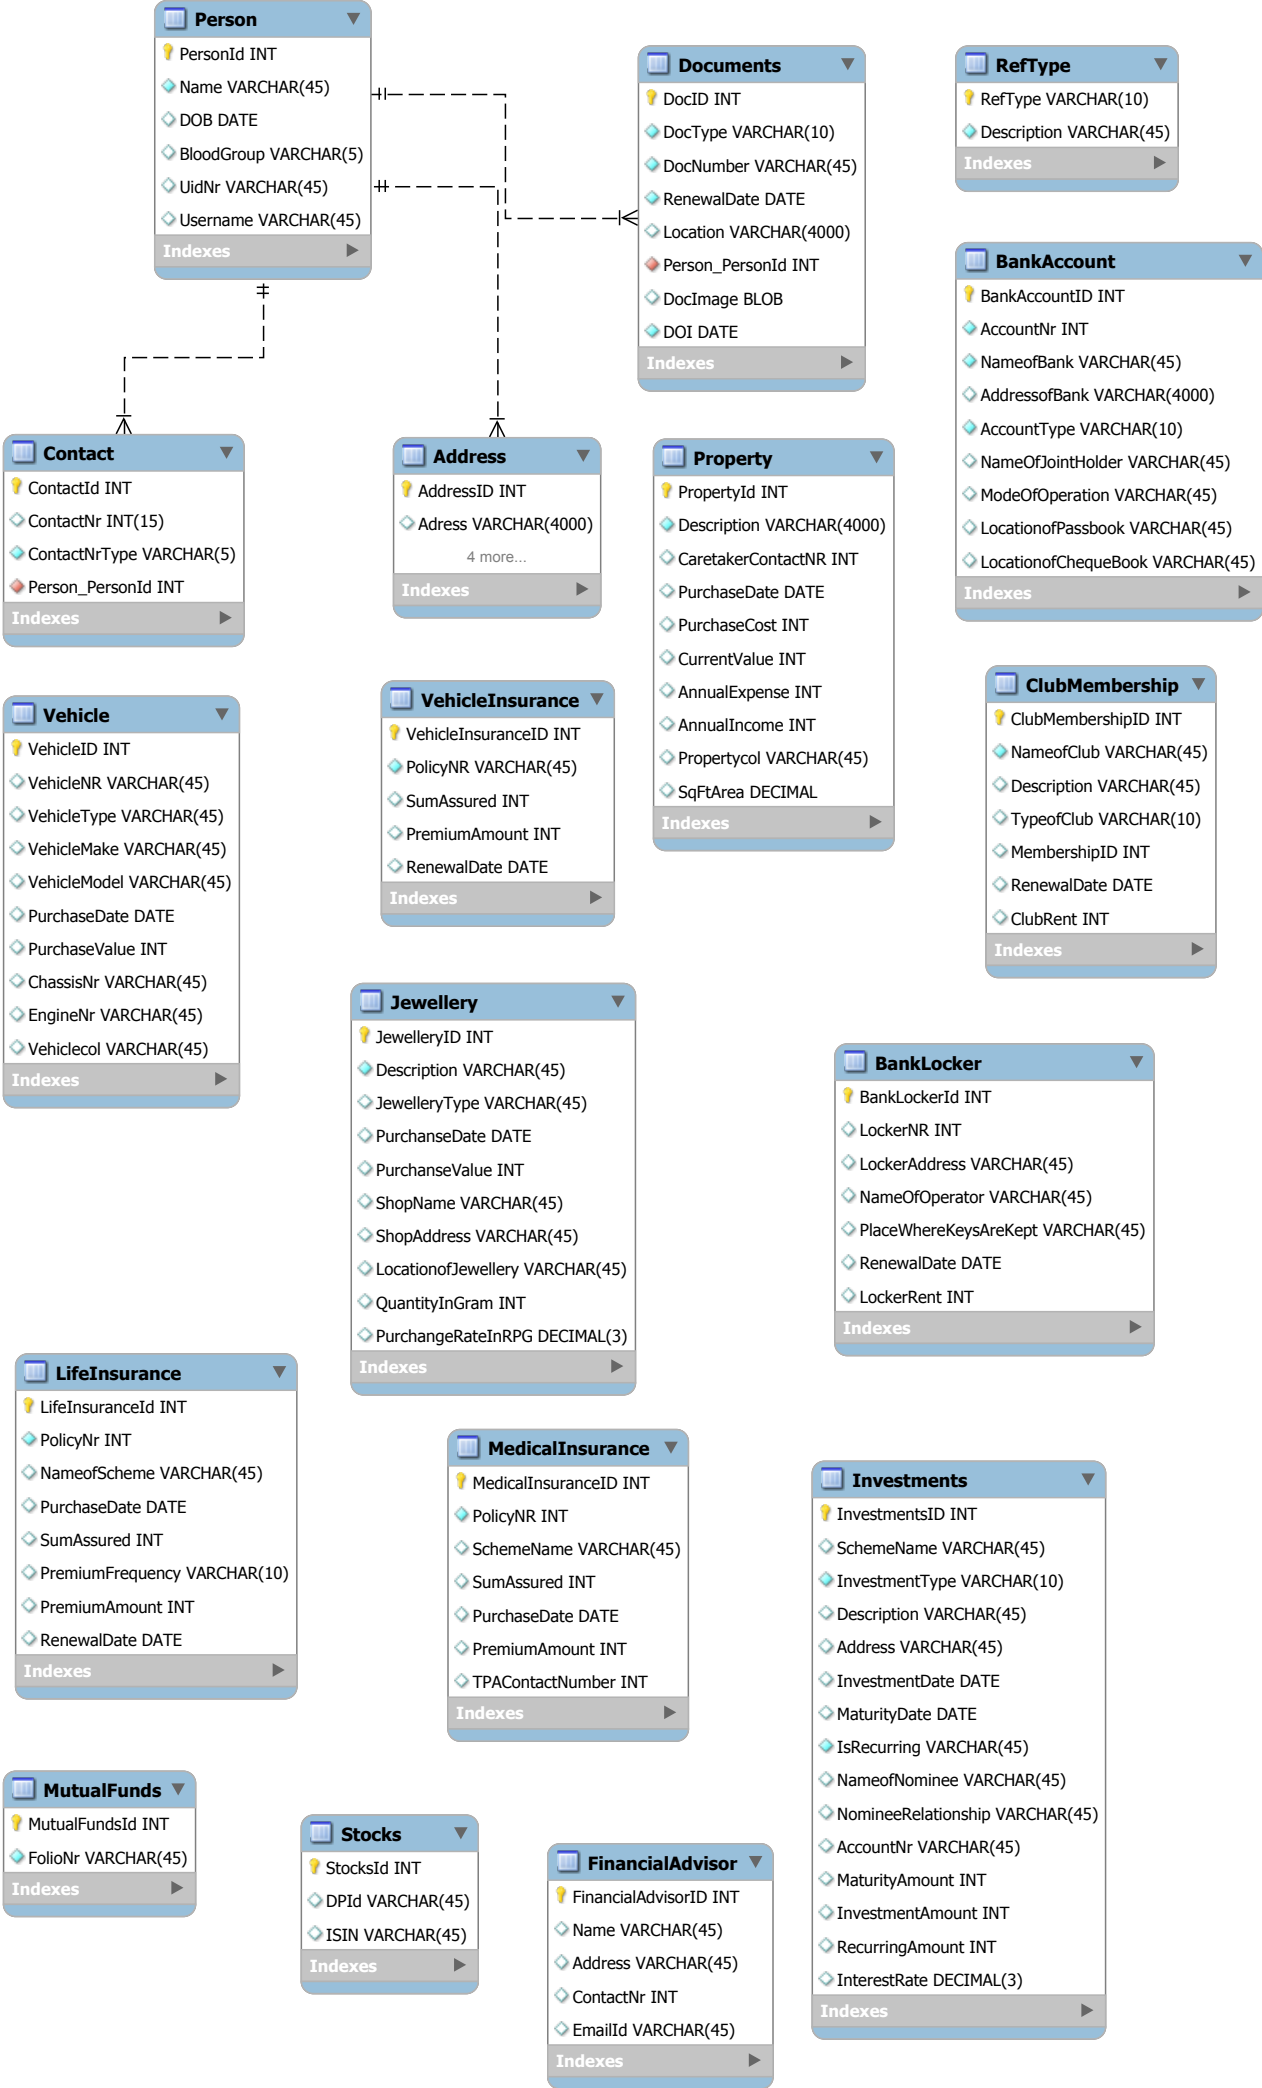 Person
PersonId INT
Name VARCHAR(45)
DOB DATE
BloodGroup VARCHAR(5)
UidNr VARCHAR(45)
Username VARCHAR(45)
Indexes
Documents
DocID INT
DocType VARCHAR(10)
DocNumber VARCHAR(45)
RenewalDate DATE
Location VARCHAR(4000)
Person_PersonId INT
DocImage BLOB
DOI DATE
Indexes
RefType
RefType VARCHAR(10)
Description VARCHAR(45)
Indexes
BankAccount
BankAccountID INT
AccountNr INT
NameofBank VARCHAR(45)
AddressofBank VARCHAR(4000)
AccountType VARCHAR(10)
NameOfJointHolder VARCHAR(45)
ModeOfOperation VARCHAR(45)
LocationofPassbook VARCHAR(45)
LocationofChequeBook VARCHAR(45)
Indexes
Contact
ContactId INT
ContactNr INT(15)
ContactNrType VARCHAR(5)
Person_PersonId INT
Indexes
Address
AddressID INT
Adress VARCHAR(4000)
4 more...
Indexes
Property
PropertyId INT
Description VARCHAR(4000)
CaretakerContactNR INT
PurchaseDate DATE
PurchaseCost INT
CurrentValue INT
AnnualExpense INT
AnnualIncome INT
Propertycol VARCHAR(45)
SqFtArea DECIMAL
Indexes
Vehicle
VehicleID INT
VehicleNR VARCHAR(45)
VehicleType VARCHAR(45)
VehicleMake VARCHAR(45)
VehicleModel VARCHAR(45)
PurchaseDate DATE
PurchaseValue INT
ChassisNr VARCHAR(45)
EngineNr VARCHAR(45)
Vehiclecol VARCHAR(45)
Indexes
VehicleInsurance
VehicleInsuranceID INT
PolicyNR VARCHAR(45)
SumAssured INT
PremiumAmount INT
RenewalDate DATE
Indexes
ClubMembership
ClubMembershipID INT
NameofClub VARCHAR(45)
Description VARCHAR(45)
TypeofClub VARCHAR(10)
MembershipID INT
RenewalDate DATE
ClubRent INT
Indexes
Jewellery
JewelleryID INT
Description VARCHAR(45)
JewelleryType VARCHAR(45)
PurchanseDate DATE
PurchanseValue INT
ShopName VARCHAR(45)
ShopAddress VARCHAR(45)
LocationofJewellery VARCHAR(45)
QuantityInGram INT
PurchangeRateInRPG DECIMAL(3)
Indexes
BankLocker
BankLockerId INT
LockerNR INT
LockerAddress VARCHAR(45)
NameOfOperator VARCHAR(45)
PlaceWhereKeysAreKept VARCHAR(45)
RenewalDate DATE
LockerRent INT
Indexes
LifeInsurance
LifeInsuranceId INT
PolicyNr INT
NameofScheme VARCHAR(45)
PurchaseDate DATE
SumAssured INT
PremiumFrequency VARCHAR(10)
PremiumAmount INT
RenewalDate DATE
Indexes
MedicalInsurance
MedicalInsuranceID INT
PolicyNR INT
SchemeName VARCHAR(45)
SumAssured INT
PurchaseDate DATE
PremiumAmount INT
TPAContactNumber INT
Indexes
Investments
InvestmentsID INT
SchemeName VARCHAR(45)
InvestmentType VARCHAR(10)
Description VARCHAR(45)
Address VARCHAR(45)
InvestmentDate DATE
MaturityDate DATE
IsRecurring VARCHAR(45)
NameofNominee VARCHAR(45)
NomineeRelationship VARCHAR(45)
AccountNr VARCHAR(45)
MaturityAmount INT
InvestmentAmount INT
RecurringAmount INT
InterestRate DECIMAL(3)
Indexes
MutualFunds
MutualFundsId INT
FolioNr VARCHAR(45)
Indexes
Stocks
StocksId INT
DPId VARCHAR(45)
ISIN VARCHAR(45)
Indexes
FinancialAdvisor
FinancialAdvisorID INT
Name VARCHAR(45)
Address VARCHAR(45)
ContactNr INT
EmailId VARCHAR(45)
Indexes